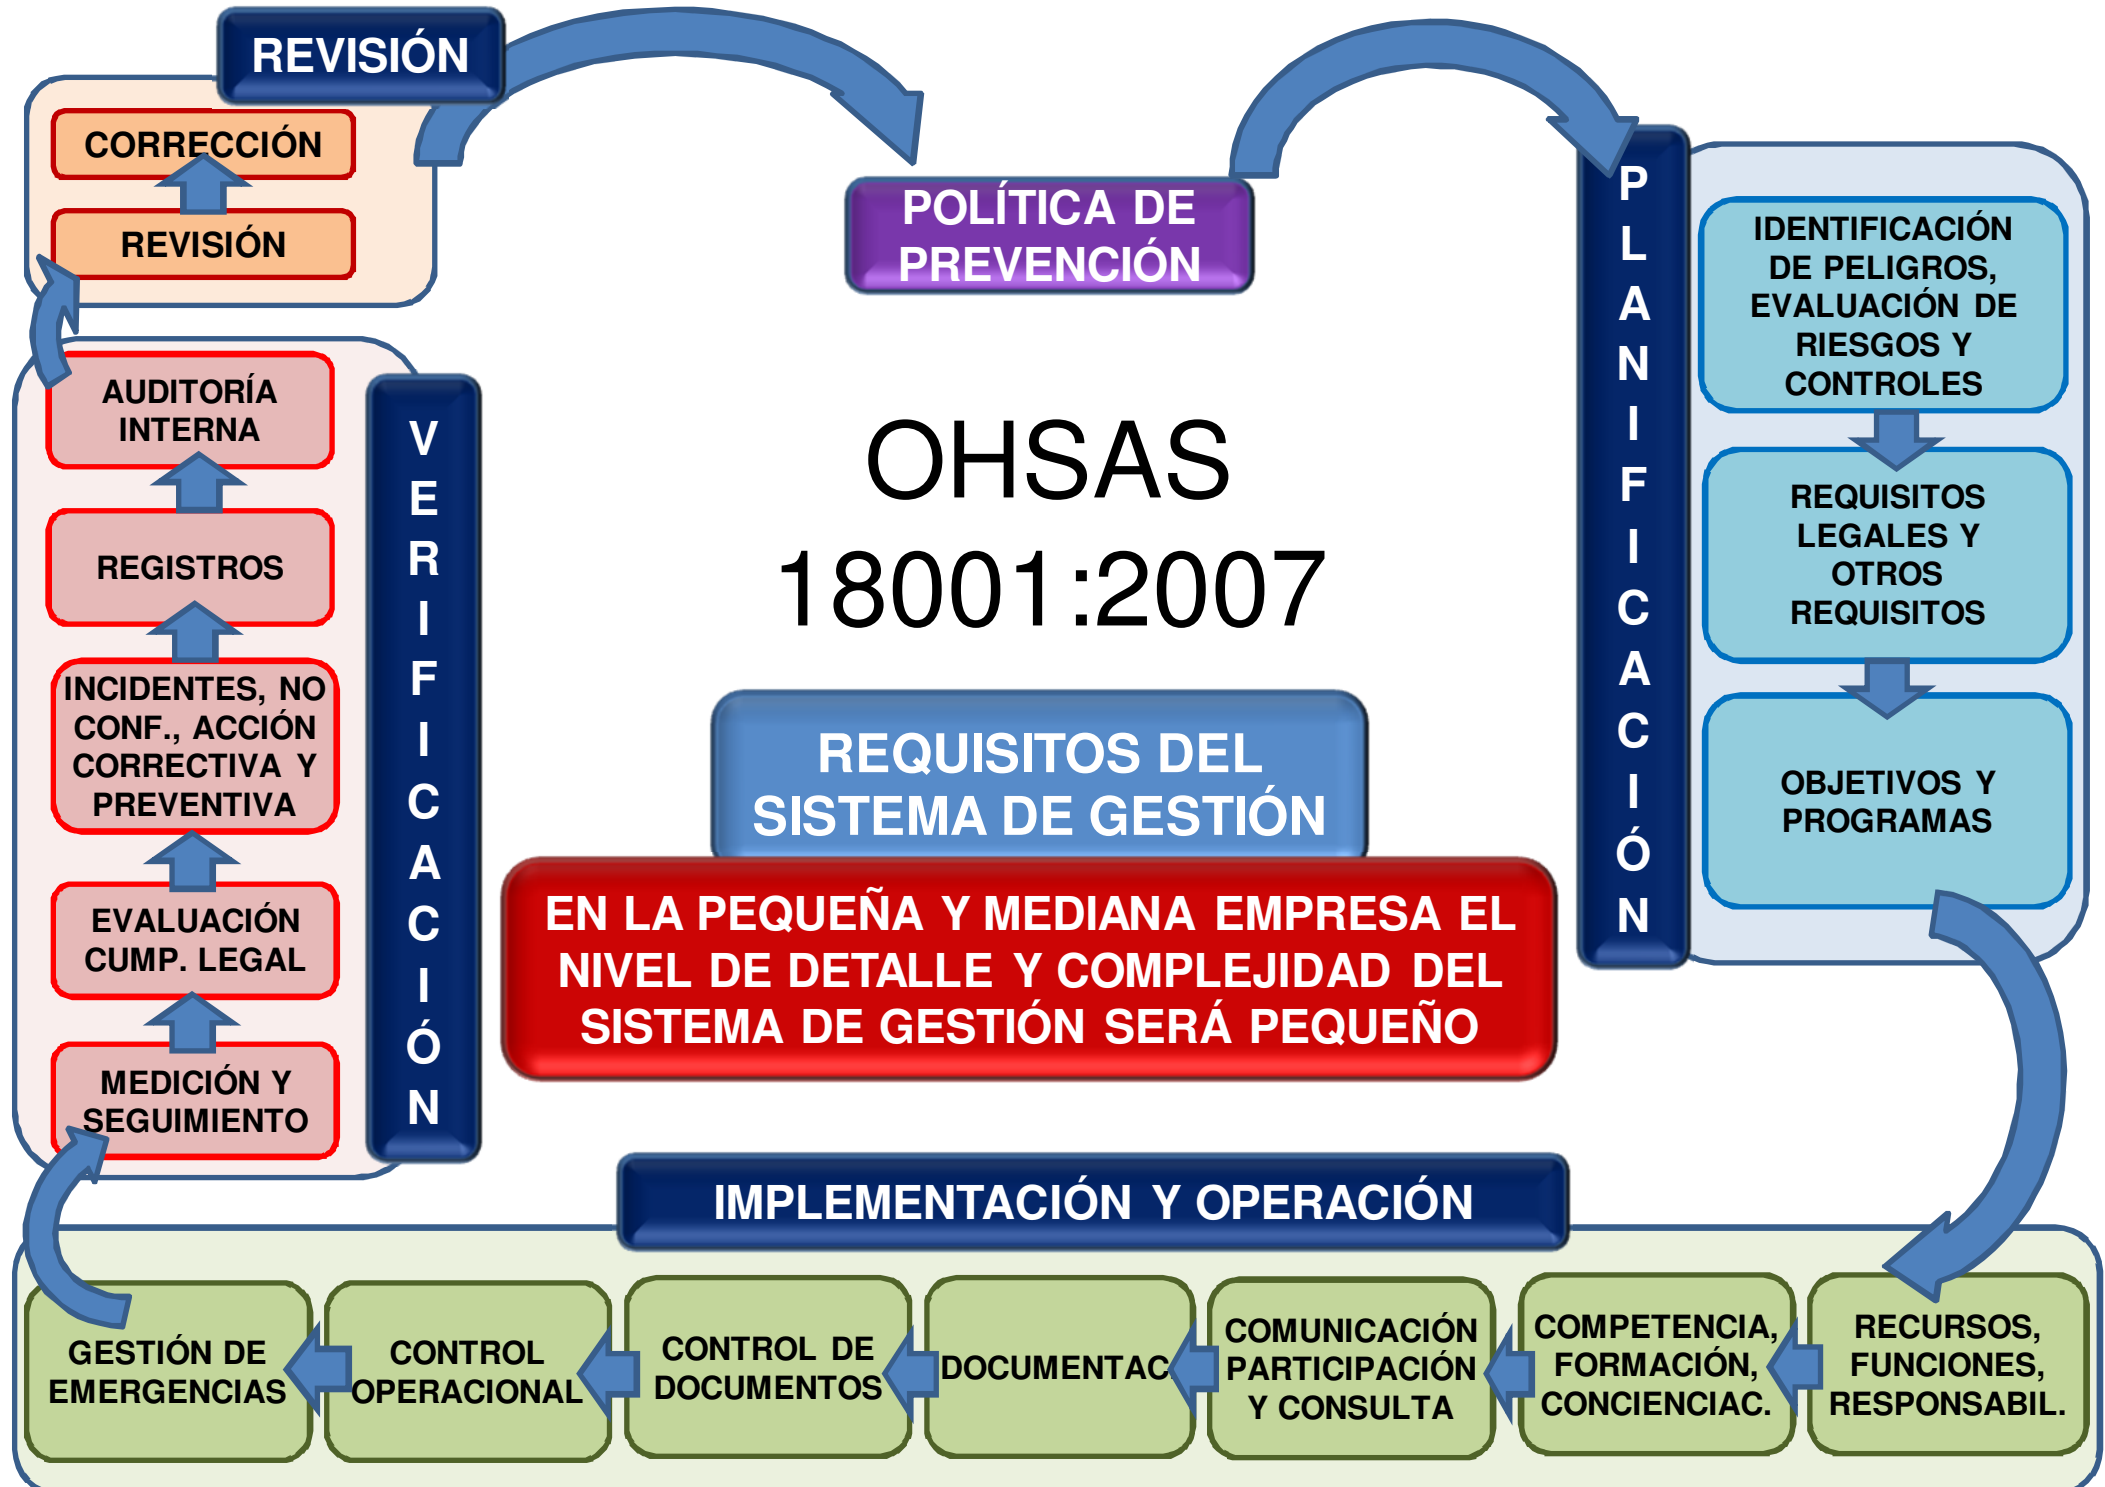 REVISIÓN
CORRECCIÓN
REVISIÓN
POLÍTICA DE
PREVENCIÓN
PLANIFICACIÓN
IDENTIFICACIÓN
DE PELIGROS,
EVALUACIÓN DE
RIESGOS Y
CONTROLES
REQUISITOS
LEGALES Y
OTROS
REQUISITOS
OBJETIVOS Y
PROGRAMAS
OHSAS
18001:2007
REQUISITOS DEL
SISTEMA DE GESTIÓN
EN LA PEQUEÑA Y MEDIANA EMPRESA EL
NIVEL DE DETALLE Y COMPLEJIDAD DEL
SISTEMA DE GESTIÓN SERÁ PEQUEÑO
VERIFICACIÓN
AUDITORÍA
INTERNA
REGISTROS
INCIDENTES, NO
CONF., ACCIÓN
CORRECTIVA Y
PREVENTIVA
EVALUACIÓN
CUMP. LEGAL
MEDICIÓN Y
SEGUIMIENTO
IMPLEMENTACIÓN Y OPERACIÓN
GESTIÓN DE
EMERGENCIAS
CONTROL
OPERACIONAL
CONTROL DE
DOCUMENTOS
DOCUMENTAC
COMUNICACIÓN
PARTICIPACIÓN
Y CONSULTA
COMPETENCIA,
FORMACIÓN,
CONCIENCIAC.
RECURSOS,
FUNCIONES,
RESPONSABIL.